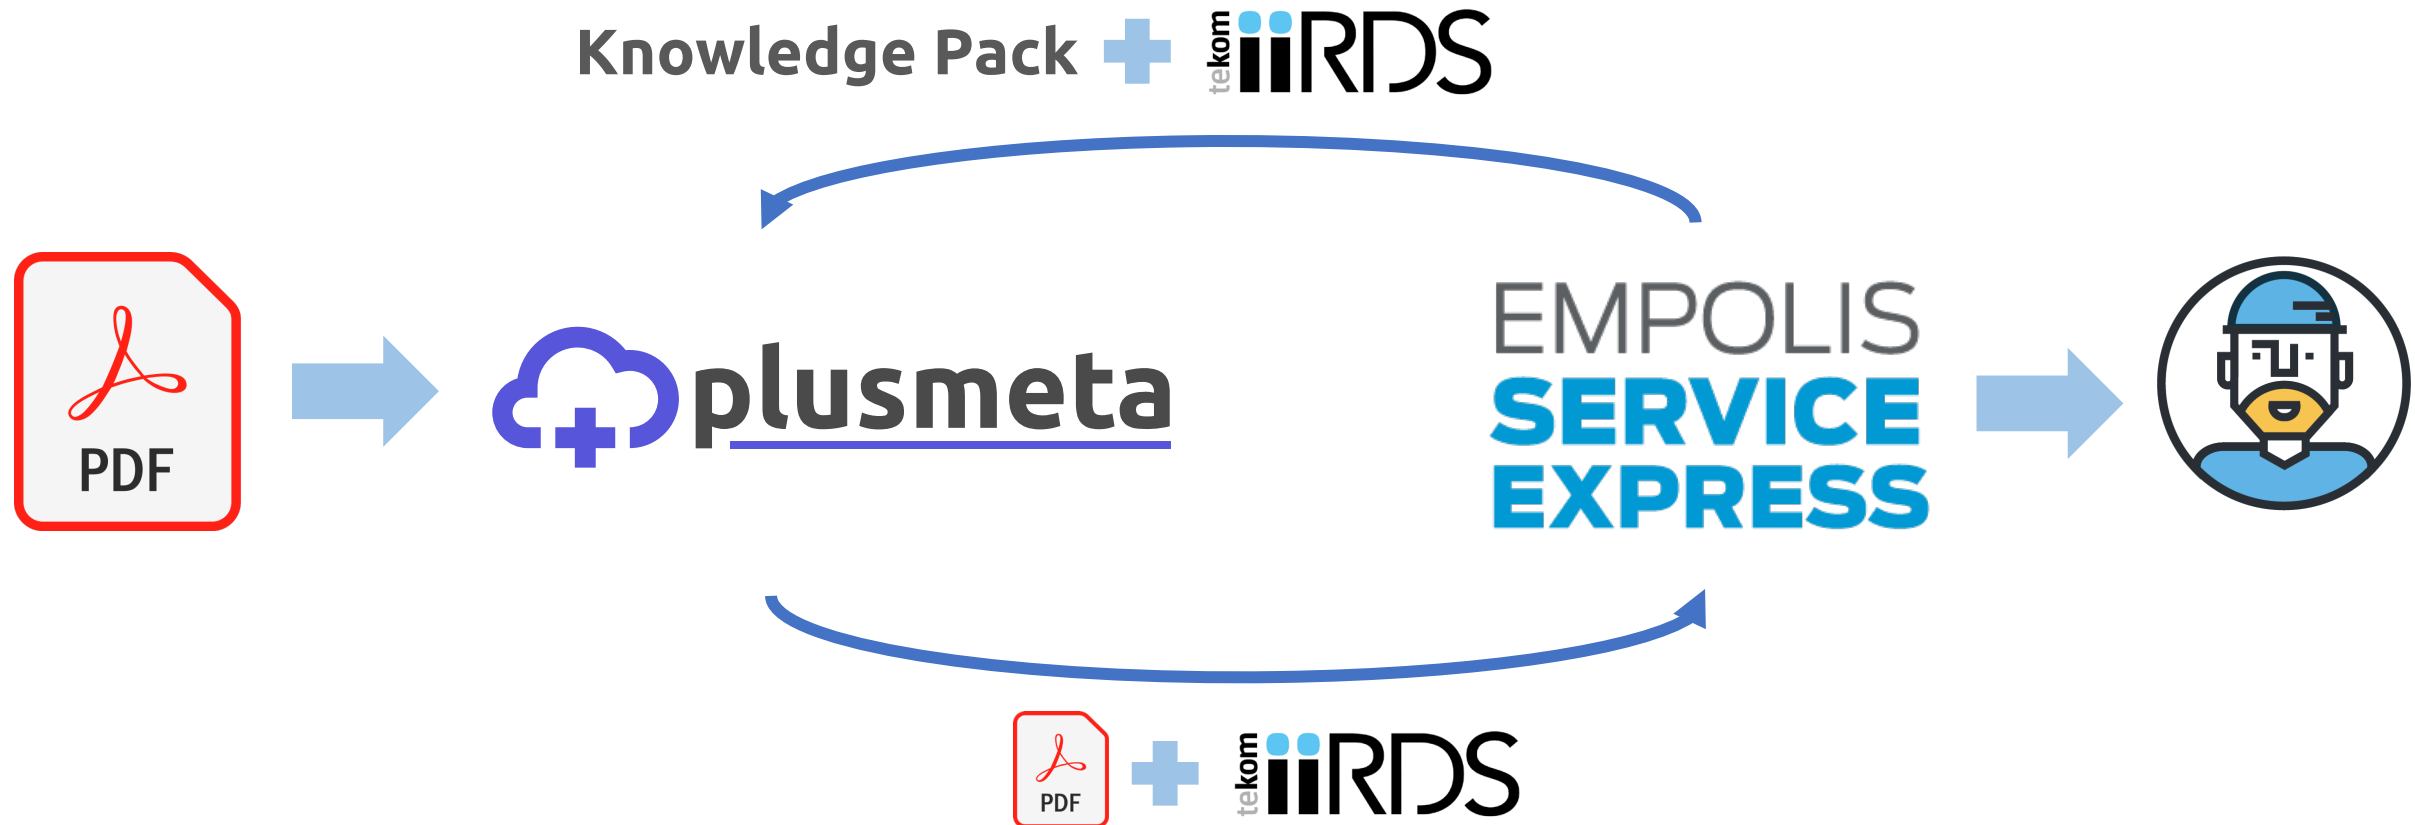 Knowledge Pack
tekom iiRDS
PDF
plusmeta
EMPOLIS
SERVICE
EXPRESS
PDF
tekom iiRDS